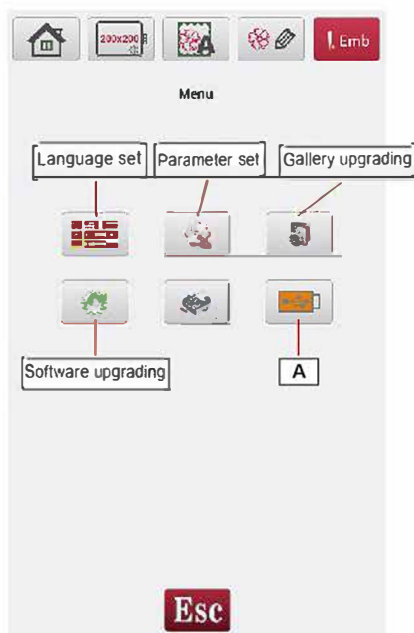 200x200
A
Emb
Menu
Language set
Parameter set
Gallery upgrading
Software upgrading
A
Esc